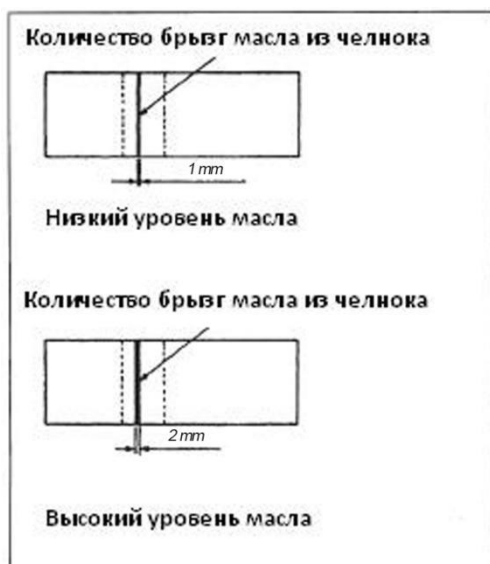 Количество брызг масла из челнока
1 mm
Низкий уровень масла
Количество брызг масла из челнока
2 mm
Высокий уровень масла